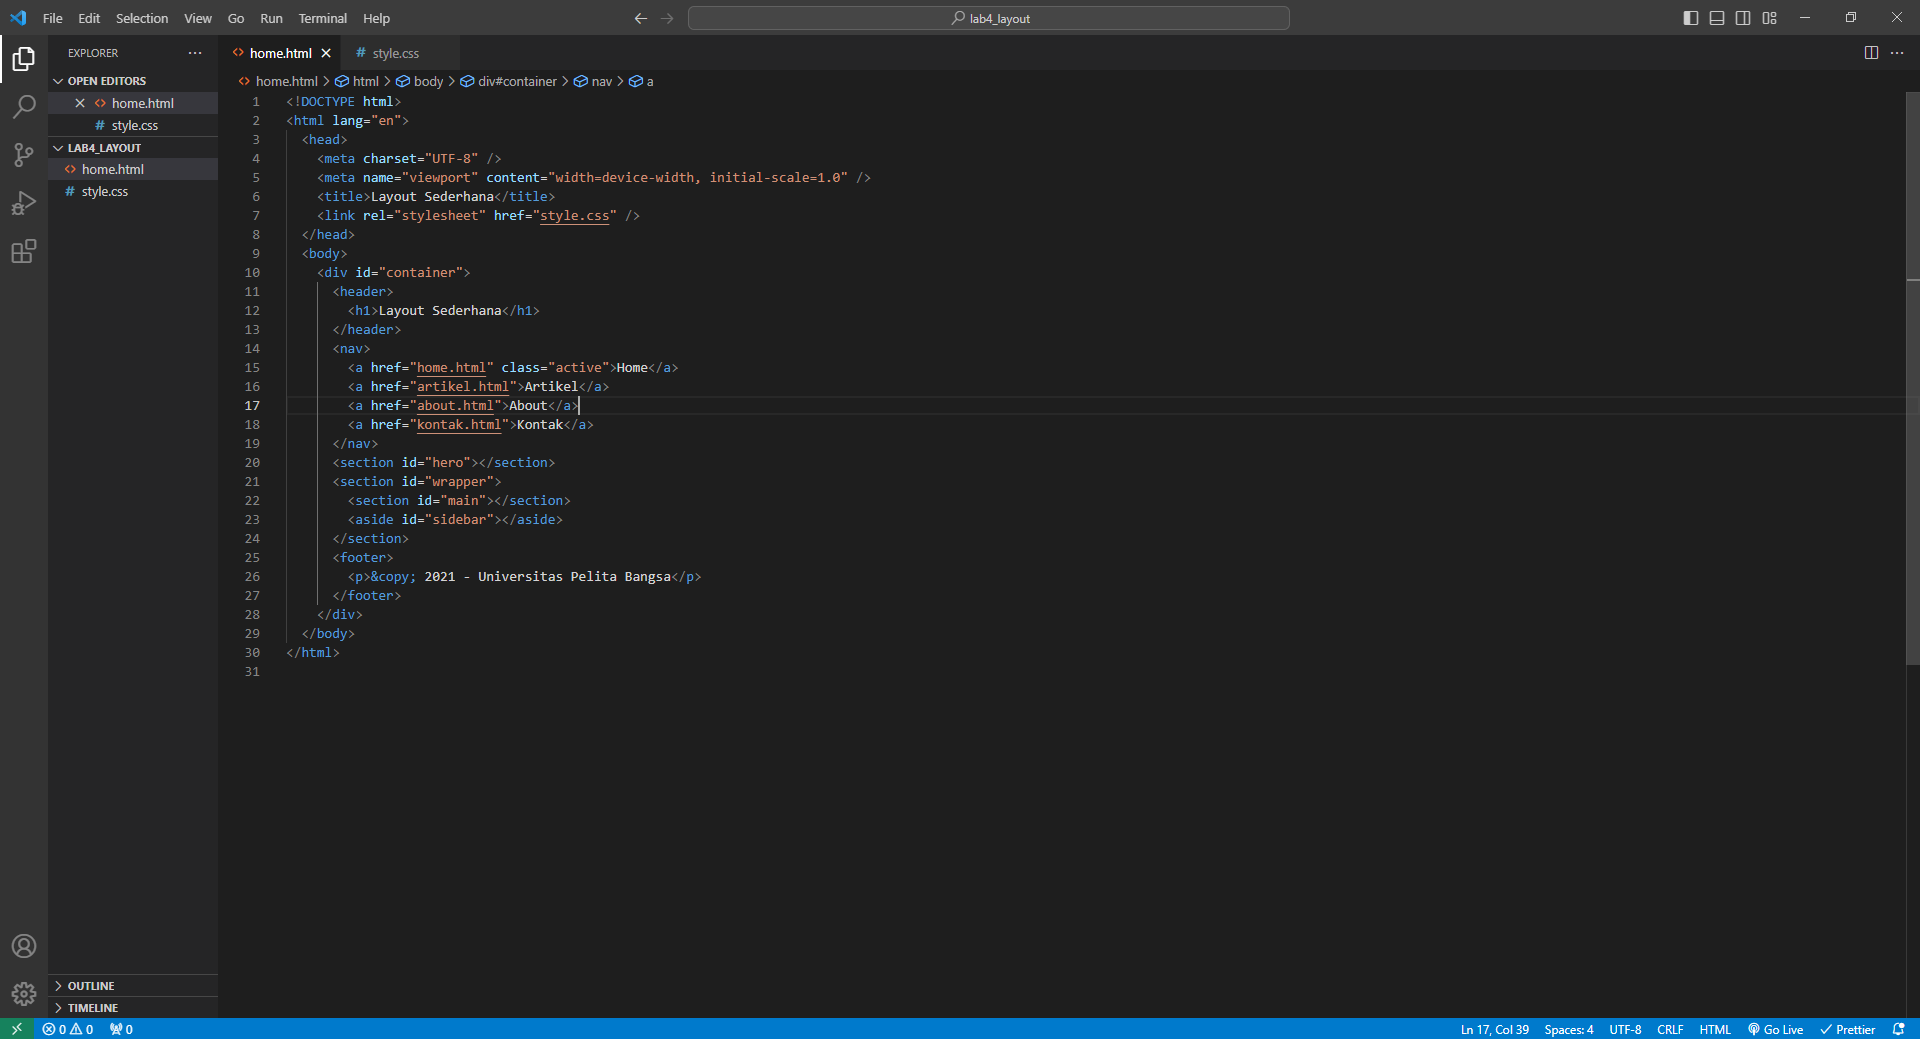 File Edit Selection View Go Run Terminal Help lab4_layout
EXPLORER
OPEN EDITORS
home.html
style.css
LAB4_LAYOUT
home.html
style.css
OUTLINE
TIMELINE
home.html style.css
home.html > html > body > div#container > nav > a
1 <!DOCTYPE html>
2 <html lang="en">
3 <head>
4 <meta charset="UTF-8" />
5 <meta name="viewport" content="width=device-width, initial-scale=1.0" />
6 <title>Layout Sederhana</title>
7 <link rel="stylesheet" href="style.css" />
8 </head>
9 <body>
10 <div id="container">
11 <header>
12 <h1>Layout Sederhana</h1>
13 </header>
14 <nav>
15 <a href="home.html" class="active">Home</a>
16 <a href="artikel.html">Artikel</a>
17 <a href="about.html">About</a>
18 <a href="kontak.html">Kontak</a>
19 </nav>
20 <section id="hero"></section>
21 <section id="wrapper">
22 <section id="main"></section>
23 <aside id="sidebar"></aside>
24 </section>
25 <footer>
26 <p>&copy; 2021 - Universitas Pelita Bangsa</p>
27 </footer>
28 </div>
29 </body>
30 </html>
31
0 0 0 Ln 17, Col 39 Spaces: 4 UTF-8 CRLF HTML Go Live Prettier